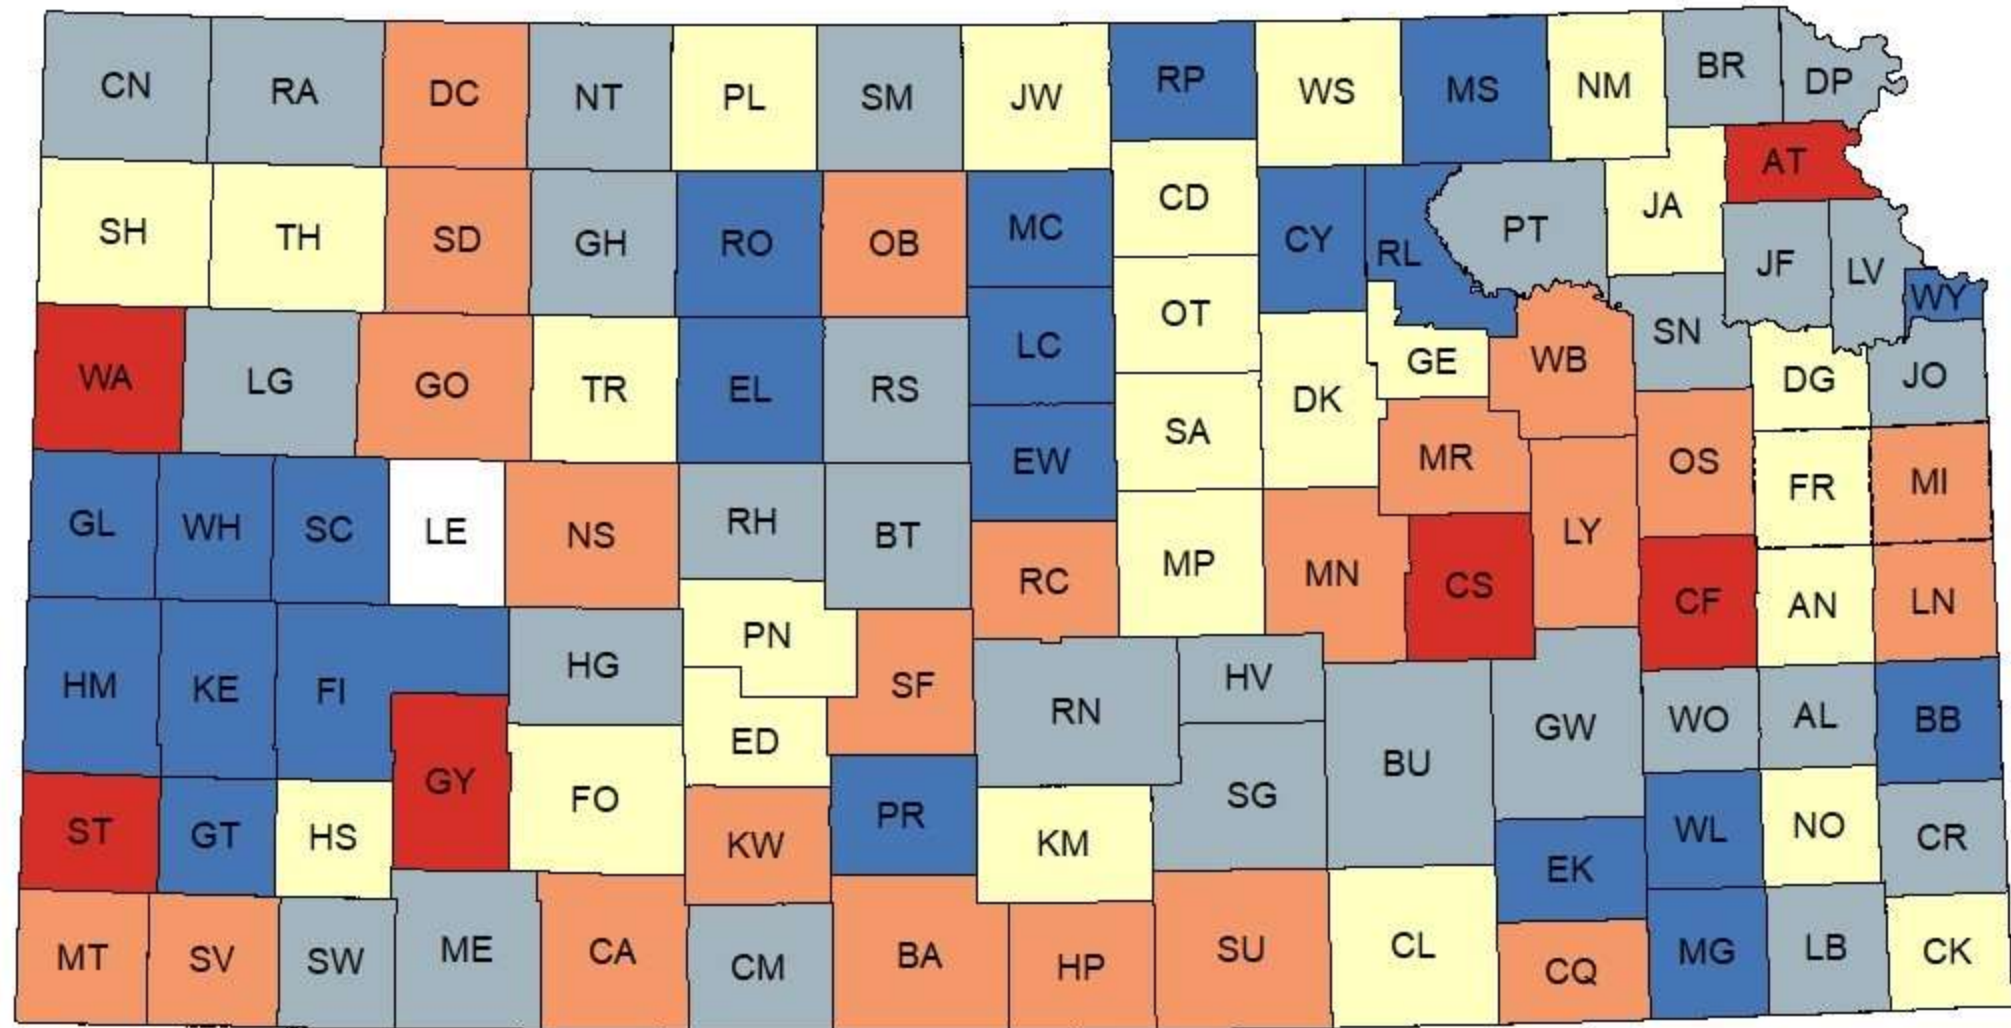 CN RA DC NT PL SM JW RP WS MS NM BR DP
AT
SH TH SD GH RO OB MC CD CY RL PT JA
JF LV WY
WA LG GO TR EL RS LC OT DK GE WB SN DG JO
SA
GL WH SC LE NS RH BT EW MR LY OS FR MI
RC MP MN CS CF AN LN
HM KE FI HG PN SF RN HV BU GW WO AL BB
ED
ST GT HS GY FO KW PR KM SG EK WL NO CR
MT SV SW ME CA CM BA HP SU CL CQ MG LB CK